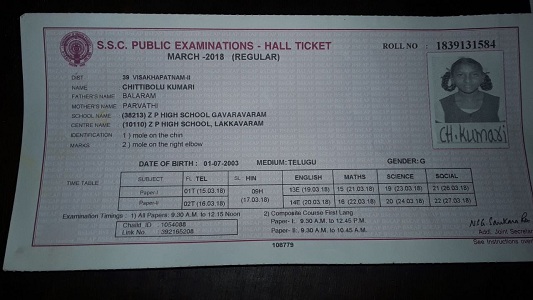 S.S.C. PUBLIC EXAMINATIONS - HALL TICKET
MARCH -2018 (REGULAR)
ROLL NO : 1839131584
DIST 39 VISAKHAPATNAM-II
NAME CHITTIBOLU KUMARI
FATHER'S NAME BALARAM
MOTHER'S NAME PARVATHI
SCHOOL NAME (38213) Z P HIGH SCHOOL GAVARAVARAM
CENTRE NAME (10110) Z P HIGH SCHOOL, LAKKAVARAM
IDENTIFICATION 1 ) mole on the chin
MARKS 2 ) mole on the right elbow
CH.Kumari
DATE OF BIRTH : 01-07-2003 MEDIUM: TELUGU GENDER: G
TIME TABLE
SUBJECT FL TEL SL HIN ENGLISH MATHS SCIENCE SOCIAL
Paper-I 01T (15.03.18) 09H (17.03.18) 13E (19.03.18) 15 (21.03.18) 19 (23.03.18) 21 (26.03.18)
Paper-II 02T (16.03.18) 14E (20.03.18) 16 (22.03.18) 20 (24.03.18) 22 (27.03.18)
Examination Timings : 1) All Papers: 9.30 A.M. to 12.15 Noon
2) Composite Course First Lang
Paper- I. 9.30 A.M. to 12.45 P.M.
Paper- II. 9.30 A.M. to 10.45 A.M.
Childd ID : 1054088
Link No : 392165208
108779
Addl. Joint Secretar
See Instructions over